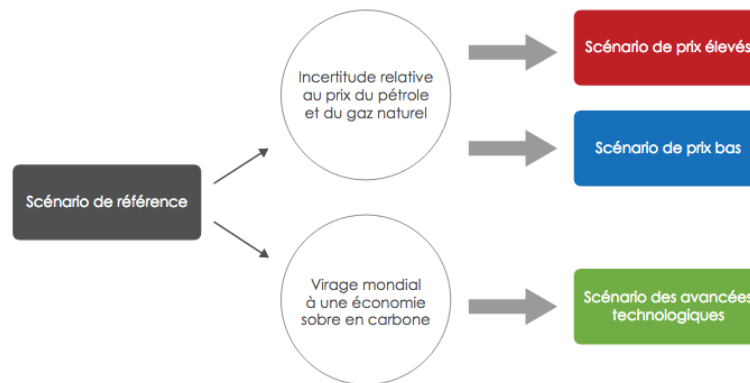 Scénario de référence
Incertitude relative
au prix du pétrole
et du gaz naturel
Scénario de prix élevés
Scénario de prix bas
Virage mondial
à une économie
sobre en carbone
Scénario des avancées
technologiques